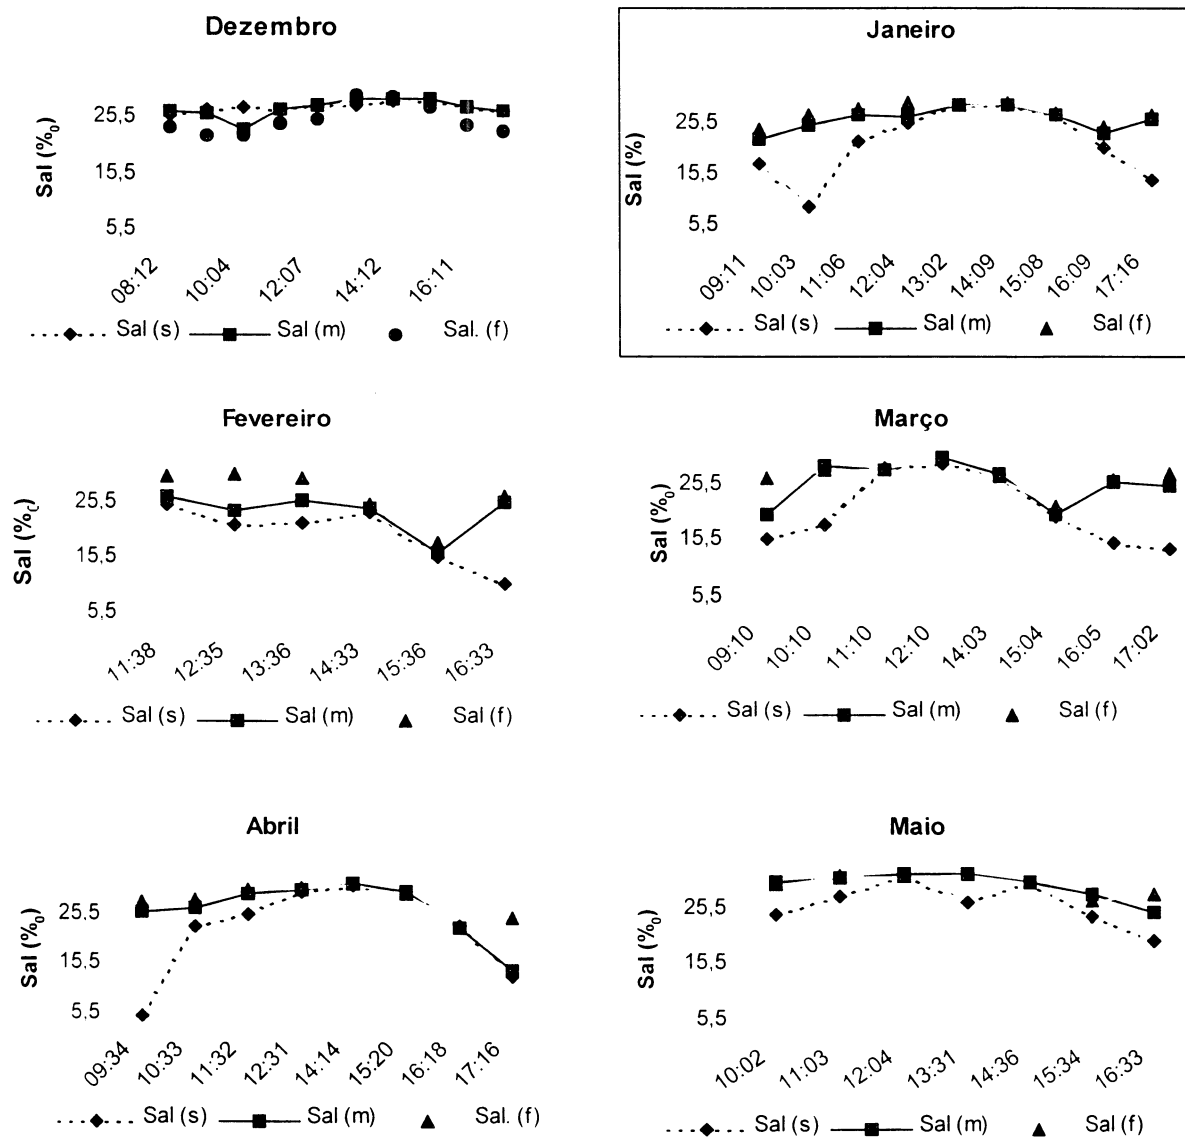 Dezembro
Sal (%₀)
25,5
15,5
5,5
08:12 10:04 12:07 14:12 16:11
Sal (s) Sal (m) Sal. (f)
Janeiro
Sal (%)
25,5
15,5
5,5
09:11 10:03 11:06 12:04 13:02 14:09 15:08 16:09 17:16
Sal (s) Sal (m) Sal (f)
Fevereiro
Sal (%
25,5
15,5
5,5
11:38 12:35 13:36 14:33 15:36 16:33
Sal (s) Sal (m) Sal (f)
Março
Sal (%₀)
25,5
15,5
5,5
09:10 10:10 11:10 12:10 14:03 15:04 16:05 17:02
Sal (s) Sal (m) Sal (f)
Abril
Sal (%₀)
25,5
15,5
5,5
09:34 10:33 11:32 12:31 14:14 15:20 16:18 17:16
Sal (s) Sal (m) Sal. (f)
Maio
Sal (%₀)
25,5
15,5
5,5
10:02 11:03 12:04 13:31 14:36 15:34 16:33
Sal (s) Sal (m) Sal (f)